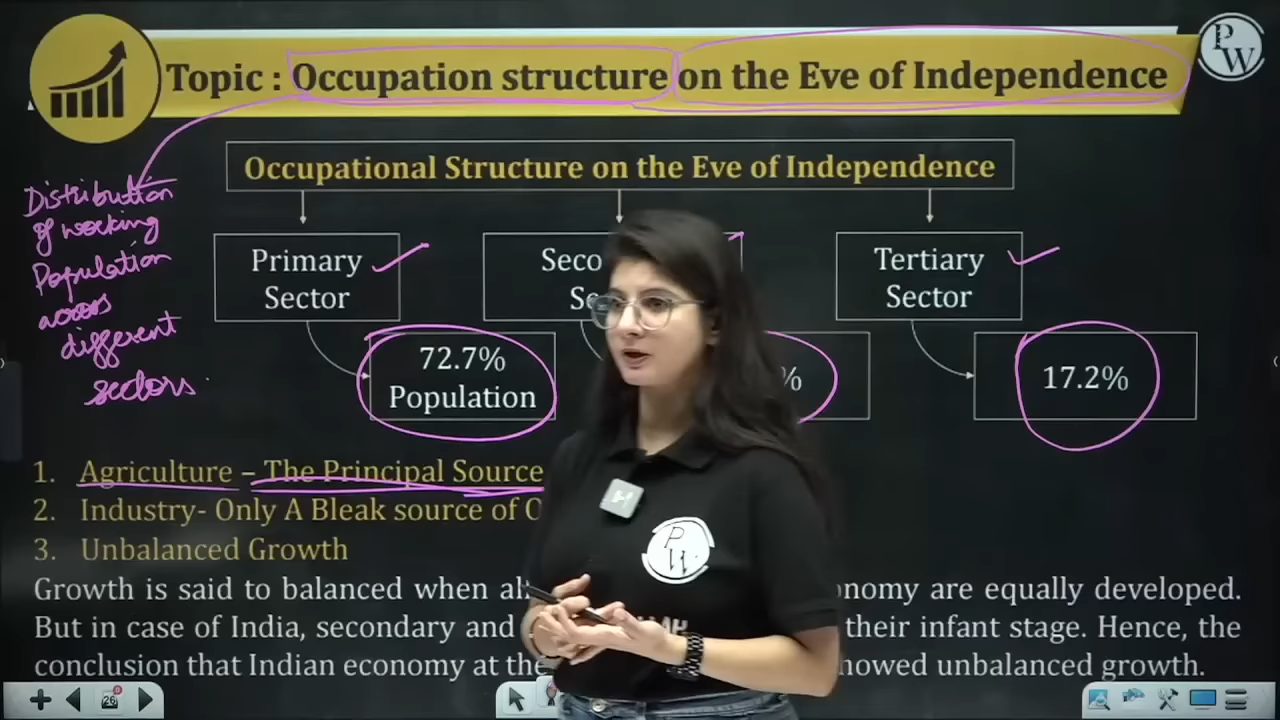 Topic : Occupation structure on the Eve of Independence
PW
Occupational Structure on the Eve of Independence
Distribution
of working
Population
across
different
sectors.
Primary
Sector
Tertiary
Sector
72.7%
Population
%
17.2%
1. Agriculture – The Principal Source
2. Industry- Only A Bleak source of
3. Unbalanced Growth
Growth is said to balanced when are equally developed.
But in case of India, secondary and their infant stage. Hence, the
conclusion that Indian economy at unbalanced growth.
PW
26